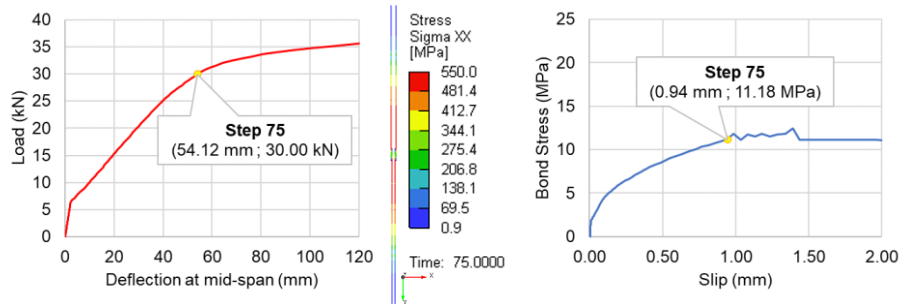 40
35
30
25
20
15
10
5
0
Load (kN)
Step 75
(54.12 mm ; 30.00 kN)
0 20 40 60 80 100 120
Deflection at mid-span (mm)
Stress
Sigma XX
[MPa]
550.0
481.4
412.7
344.1
275.4
206.8
138.1
69.5
0.9
Time: 75.0000
x
y
25
20
15
10
5
0
Bond Stress (MPa)
Step 75
(0.94 mm ; 11.18 MPa)
0.00 0.50 1.00 1.50 2.00
Slip (mm)